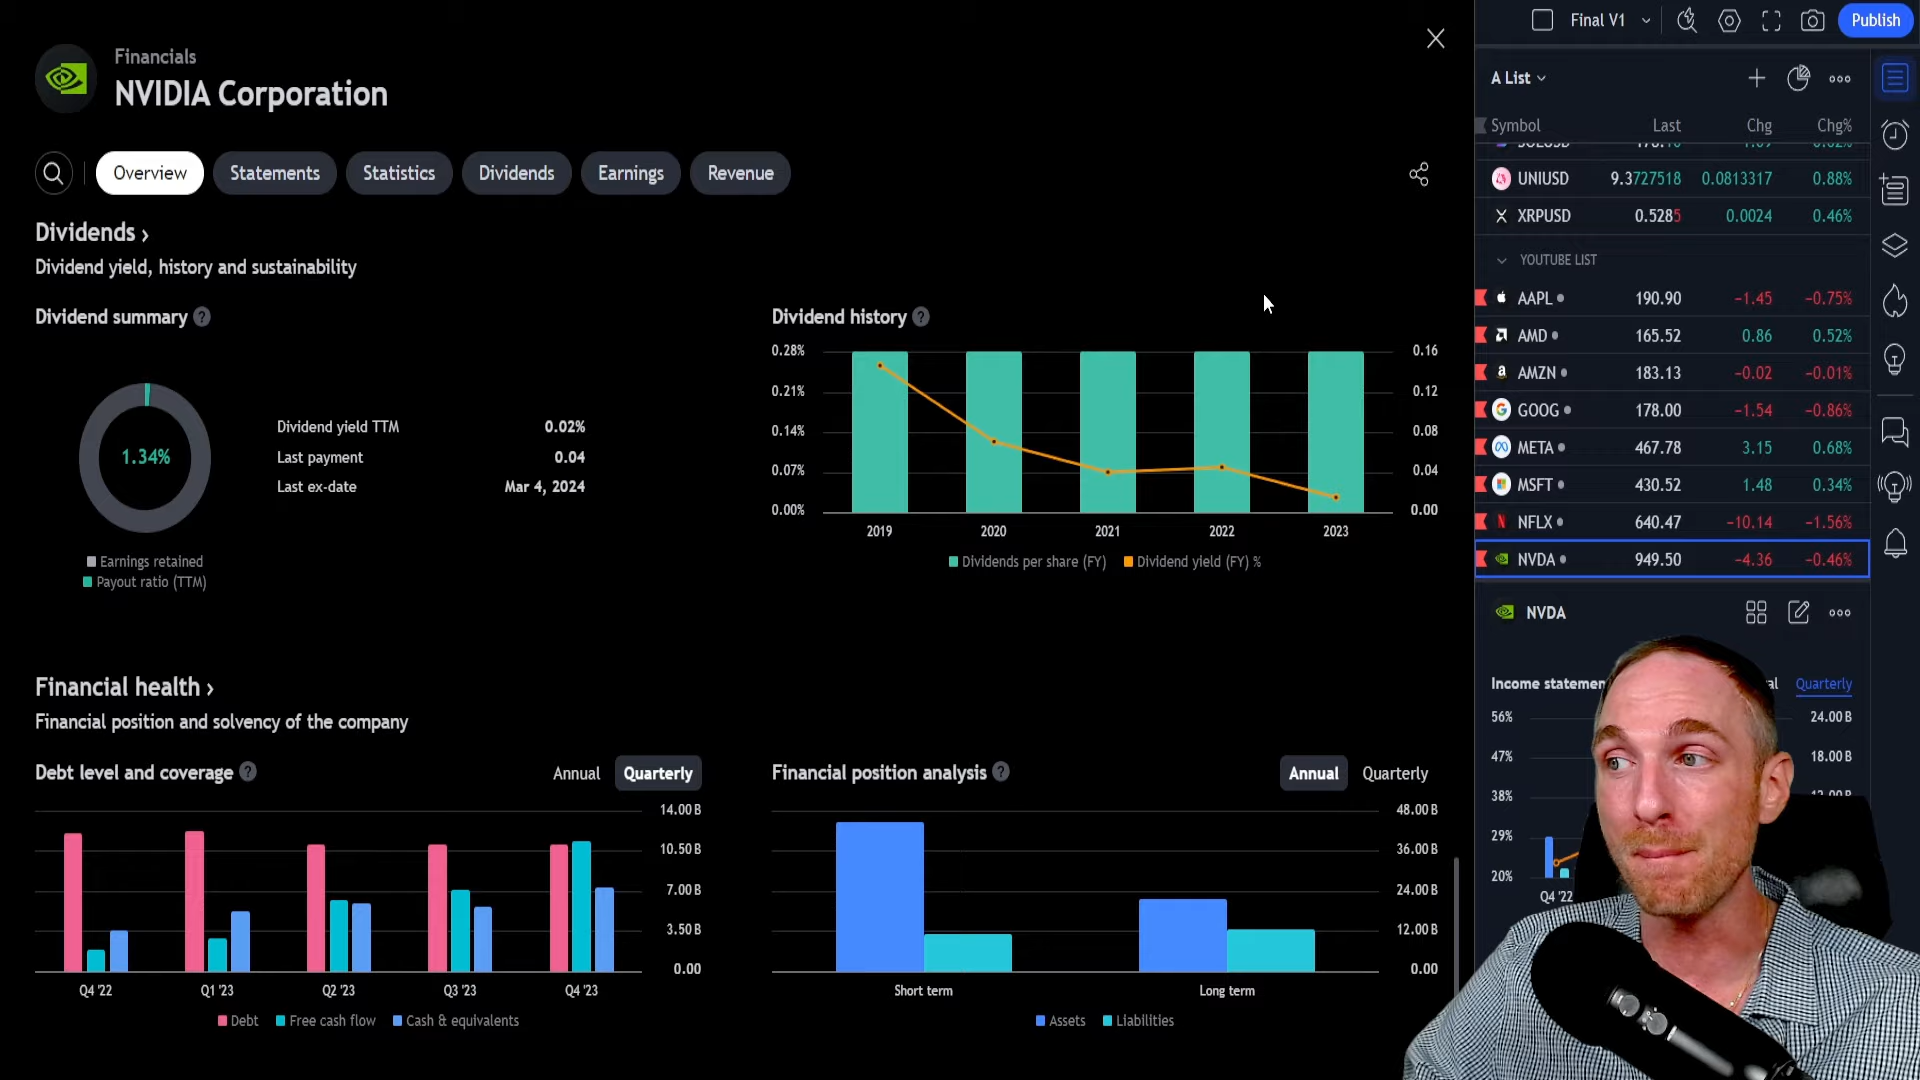 Financials
NVIDIA Corporation
Overview
Statements
Statistics
Dividends
Earnings
Revenue
Dividends ›
Dividend yield, history and sustainability
Dividend summary ?
1.34%
Dividend yield TTM 0.02%
Last payment 0.04
Last ex-date Mar 4, 2024
Earnings retained
Payout ratio (TTM)
Dividend history ?
0.28% 0.16
0.21% 0.12
0.14% 0.08
0.07% 0.04
0.00% 0.00
2019 2020 2021 2022 2023
Dividends per share (FY) Dividend yield (FY) %
Financial health ›
Financial position and solvency of the company
Debt level and coverage ?
Annual Quarterly
14.00 B
10.50 B
7.00 B
3.50 B
0.00
Q4 '22 Q1 '23 Q2 '23 Q3 '23 Q4 '23
Debt Free cash flow Cash & equivalents
Financial position analysis ?
Annual Quarterly
48.00 B
36.00 B
24.00 B
12.00 B
0.00
Short term Long term
Assets Liabilities
Final V1
Publish
A List
Symbol Last Chg Chg%
UNIUSD 9.3727518 0.0813317 0.88%
XRPUSD 0.5285 0.0024 0.46%
YOUTUBE LIST
AAPL 190.90 −1.45 −0.75%
AMD 165.52 0.86 0.52%
AMZN 183.13 −0.02 −0.01%
GOOG 178.00 −1.54 −0.86%
META 467.78 3.15 0.68%
MSFT 430.52 1.48 0.34%
NFLX 640.47 −10.14 −1.56%
NVDA 949.50 −4.36 −0.46%
NVDA
Income Quarterly
56% 24.00 B
47% 18.00 B
38%
29%
20%
Q4 '22